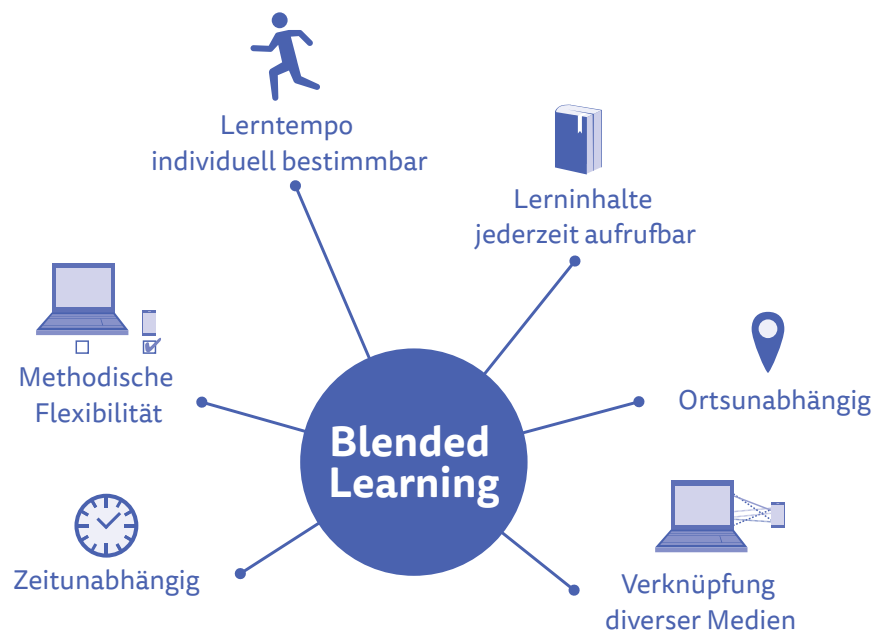 Lerntempo
individuell bestimmbar
Lerninhalte
jederzeit aufrufbar
Methodische
Flexibilität
Ortsunabhängig
Blended
Learning
Zeitunabhängig
Verknüpfung
diverser Medien